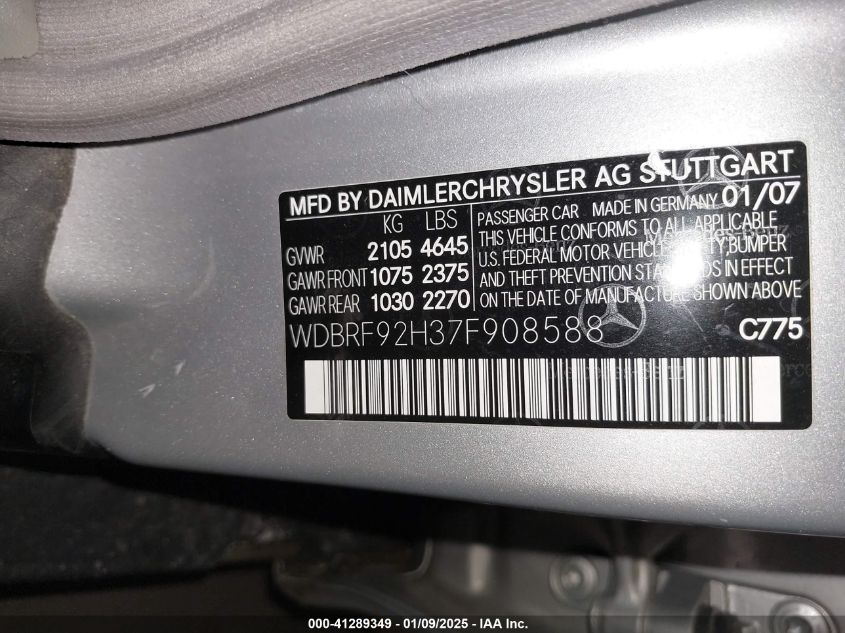 MFD BY DAIMLERCHRYSLER AG STUTTGART
KG LBS
GVWR 2105 4645
GAWR FRONT 1075 2375
GAWR REAR 1030 2270
PASSENGER CAR MADE IN GERMANY 01/07
THIS VEHICLE CONFORMS TO ALL APPLICABLE
U.S. FEDERAL MOTOR VEHICLE BUMPER
AND THEFT PREVENTION IN EFFECT
ON THE DATE OF MANUFACTURE SHOWN ABOVE
WDBRF92H37F908588
C775
000-41289349 / 01/09/2025 - IAA Inc.